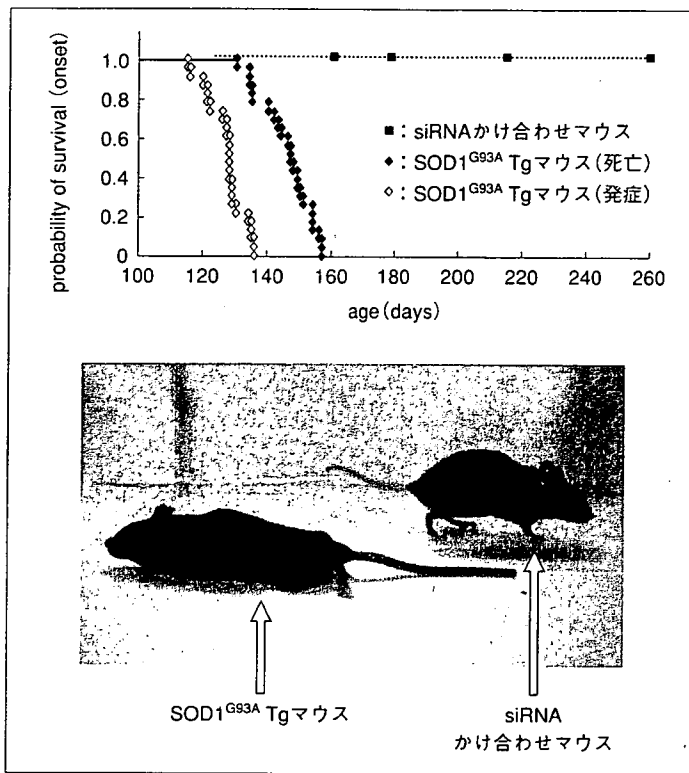 probability of survival (onset)
1.0
0.8
0.6
0.4
0.2
0
100
120
140
160
180
200
220
240
260
age (days)
■:siRNAかけ合わせマウス
◆:SOD1G93A Tgマウス(死亡)
◇:SOD1G93A Tgマウス(発症)
SOD1G93A Tgマウス
siRNA
かけ合わせマウス